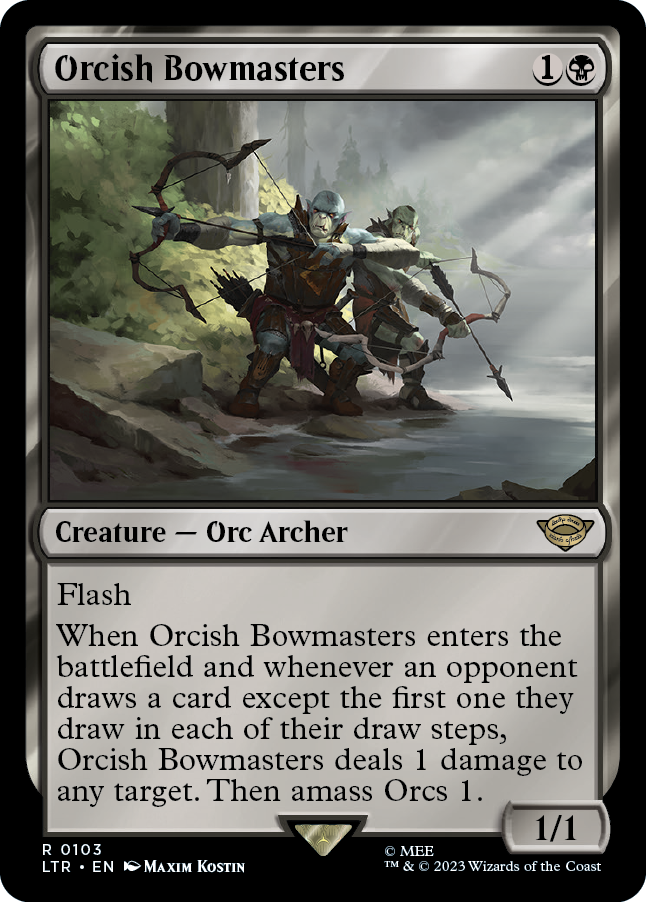 Orcish Bowmasters 1
Creature — Orc Archer
Flash
When Orcish Bowmasters enters the
battlefield and whenever an opponent
draws a card except the first one they
draw in each of their draw steps,
Orcish Bowmasters deals 1 damage to
any target. Then amass Orcs 1.
1/1
R 0103
LTR • EN Maxim Kostin
© MEE
™ & © 2023 Wizards of the Coast